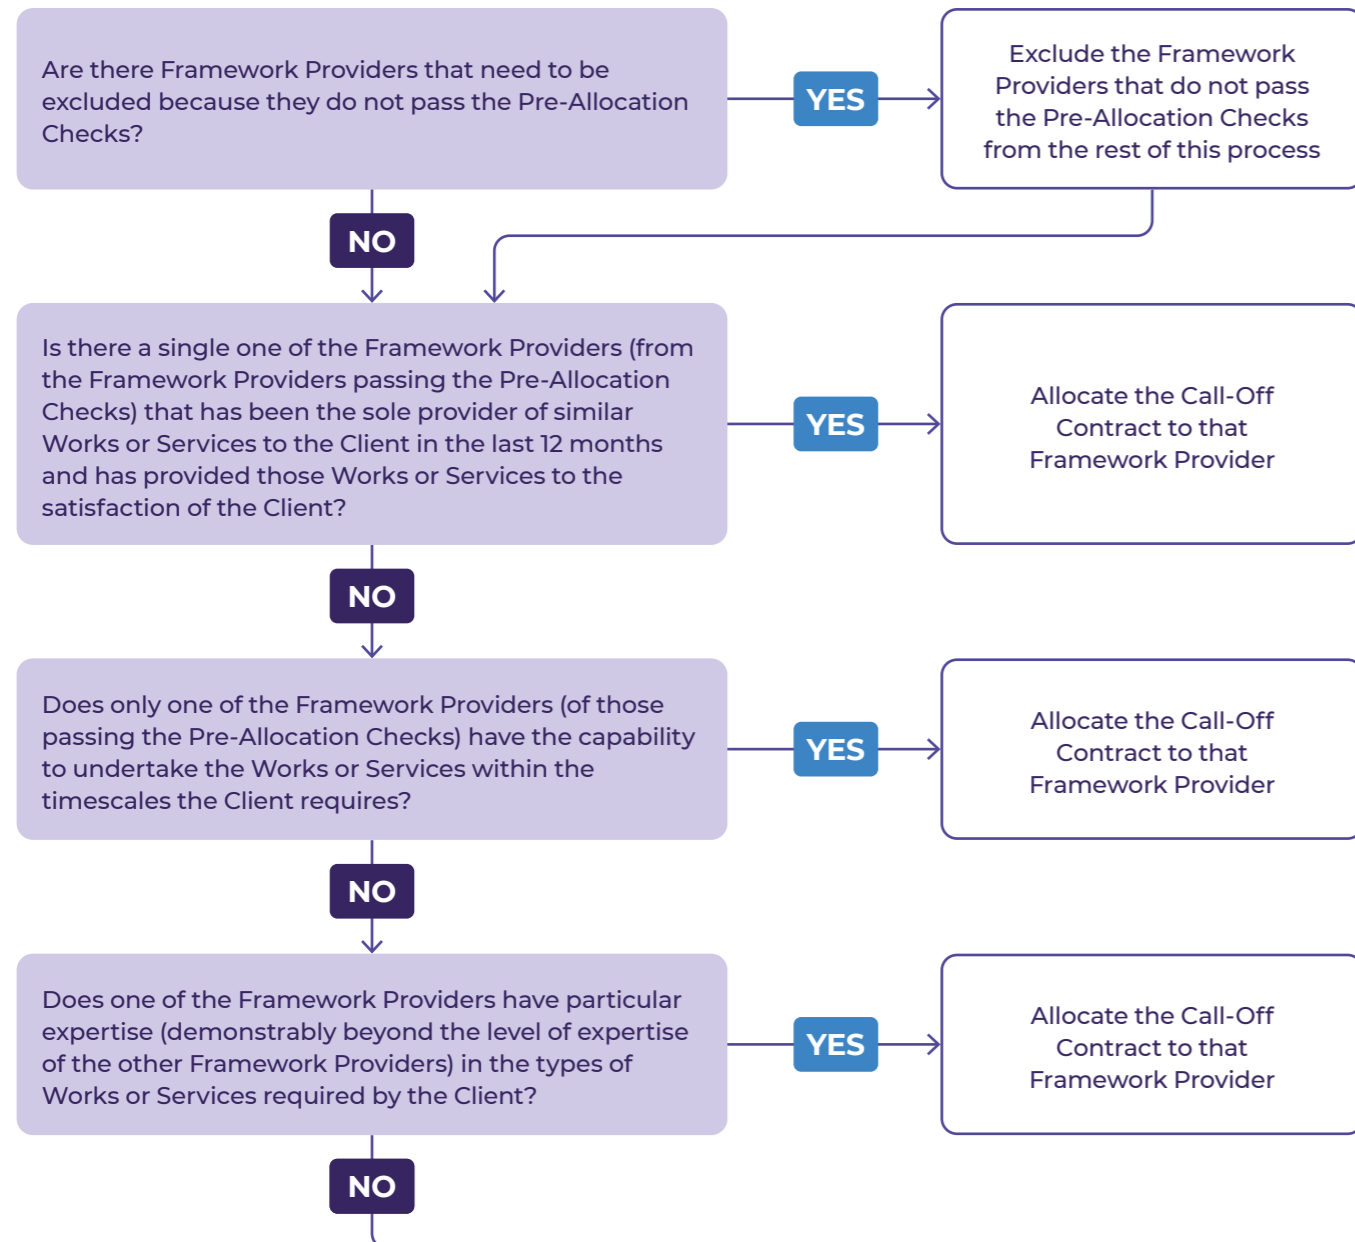 Are there Framework Providers that need to be
excluded because they do not pass the Pre-Allocation
Checks?
YES
Exclude the Framework
Providers that do not pass
the Pre-Allocation Checks
from the rest of this process
NO
Is there a single one of the Framework Providers (from
the Framework Providers passing the Pre-Allocation
Checks) that has been the sole provider of similar
Works or Services to the Client in the last 12 months
and has provided those Works or Services to the
satisfaction of the Client?
YES
Allocate the Call-Off
Contract to that
Framework Provider
NO
Does only one of the Framework Providers (of those
passing the Pre-Allocation Checks) have the capability
to undertake the Works or Services within the
timescales the Client requires?
YES
Allocate the Call-Off
Contract to that
Framework Provider
NO
Does one of the Framework Providers have particular
expertise (demonstrably beyond the level of expertise
of the other Framework Providers) in the types of
Works or Services required by the Client?
YES
Allocate the Call-Off
Contract to that
Framework Provider
NO